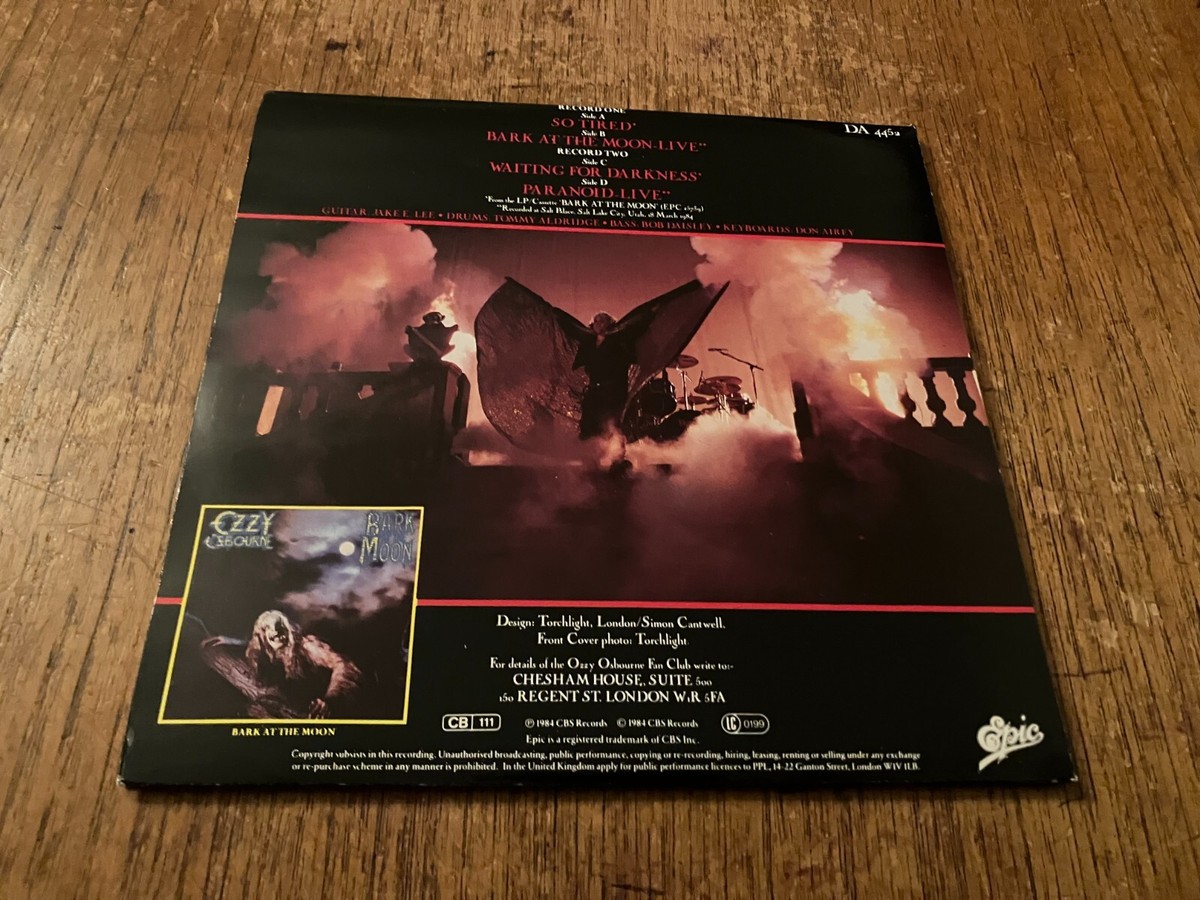 RECORD ONE
Side A
SO TIRED*
Side B
BARK AT THE MOON-LIVE**
RECORD TWO
Side C
WAITING FOR DARKNESS*
Side D
PARANOID-LIVE**
*From the LP/Cassette 'BARK AT THE MOON' (EPC 25739)
**Recorded at Salt Palace, Salt Lake City, Utah, 18 March 1984
GUITAR: JAKE E. LEE • DRUMS: TOMMY ALDRIDGE • BASS: BOB DAISLEY • KEYBOARDS: DON AIREY
DA 4452
OZZY
OSBOURNE
BARK
MOON
BARK AT THE MOON
Design: Torchlight, London/Simon Cantwell.
Front Cover photo: Torchlight.
For details of the Ozzy Osbourne Fan Club write to:-
CHESHAM HOUSE, SUITE 500
150 REGENT ST. LONDON W1R 5FA
CB 111 ℗ 1984 CBS Records © 1984 CBS Records LC 0199
Epic is a registered trademark of CBS Inc.
Epic
Copyright subsists in this recording. Unauthorised broadcasting, public performance, copying or re-recording, hiring, leasing, renting or selling under any exchange
or re-purchase scheme in any manner is prohibited. In the United Kingdom apply for public performance licences to PPL, 14-22 Ganton Street, London W1V 1LB.